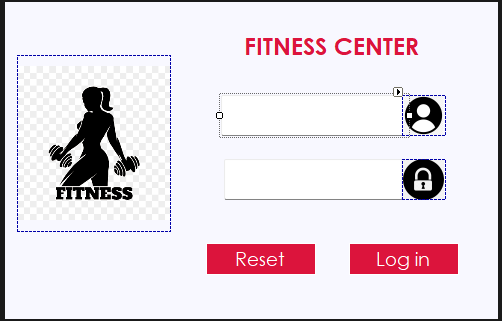 FITNESS CENTER
FITNESS
Reset
Log in